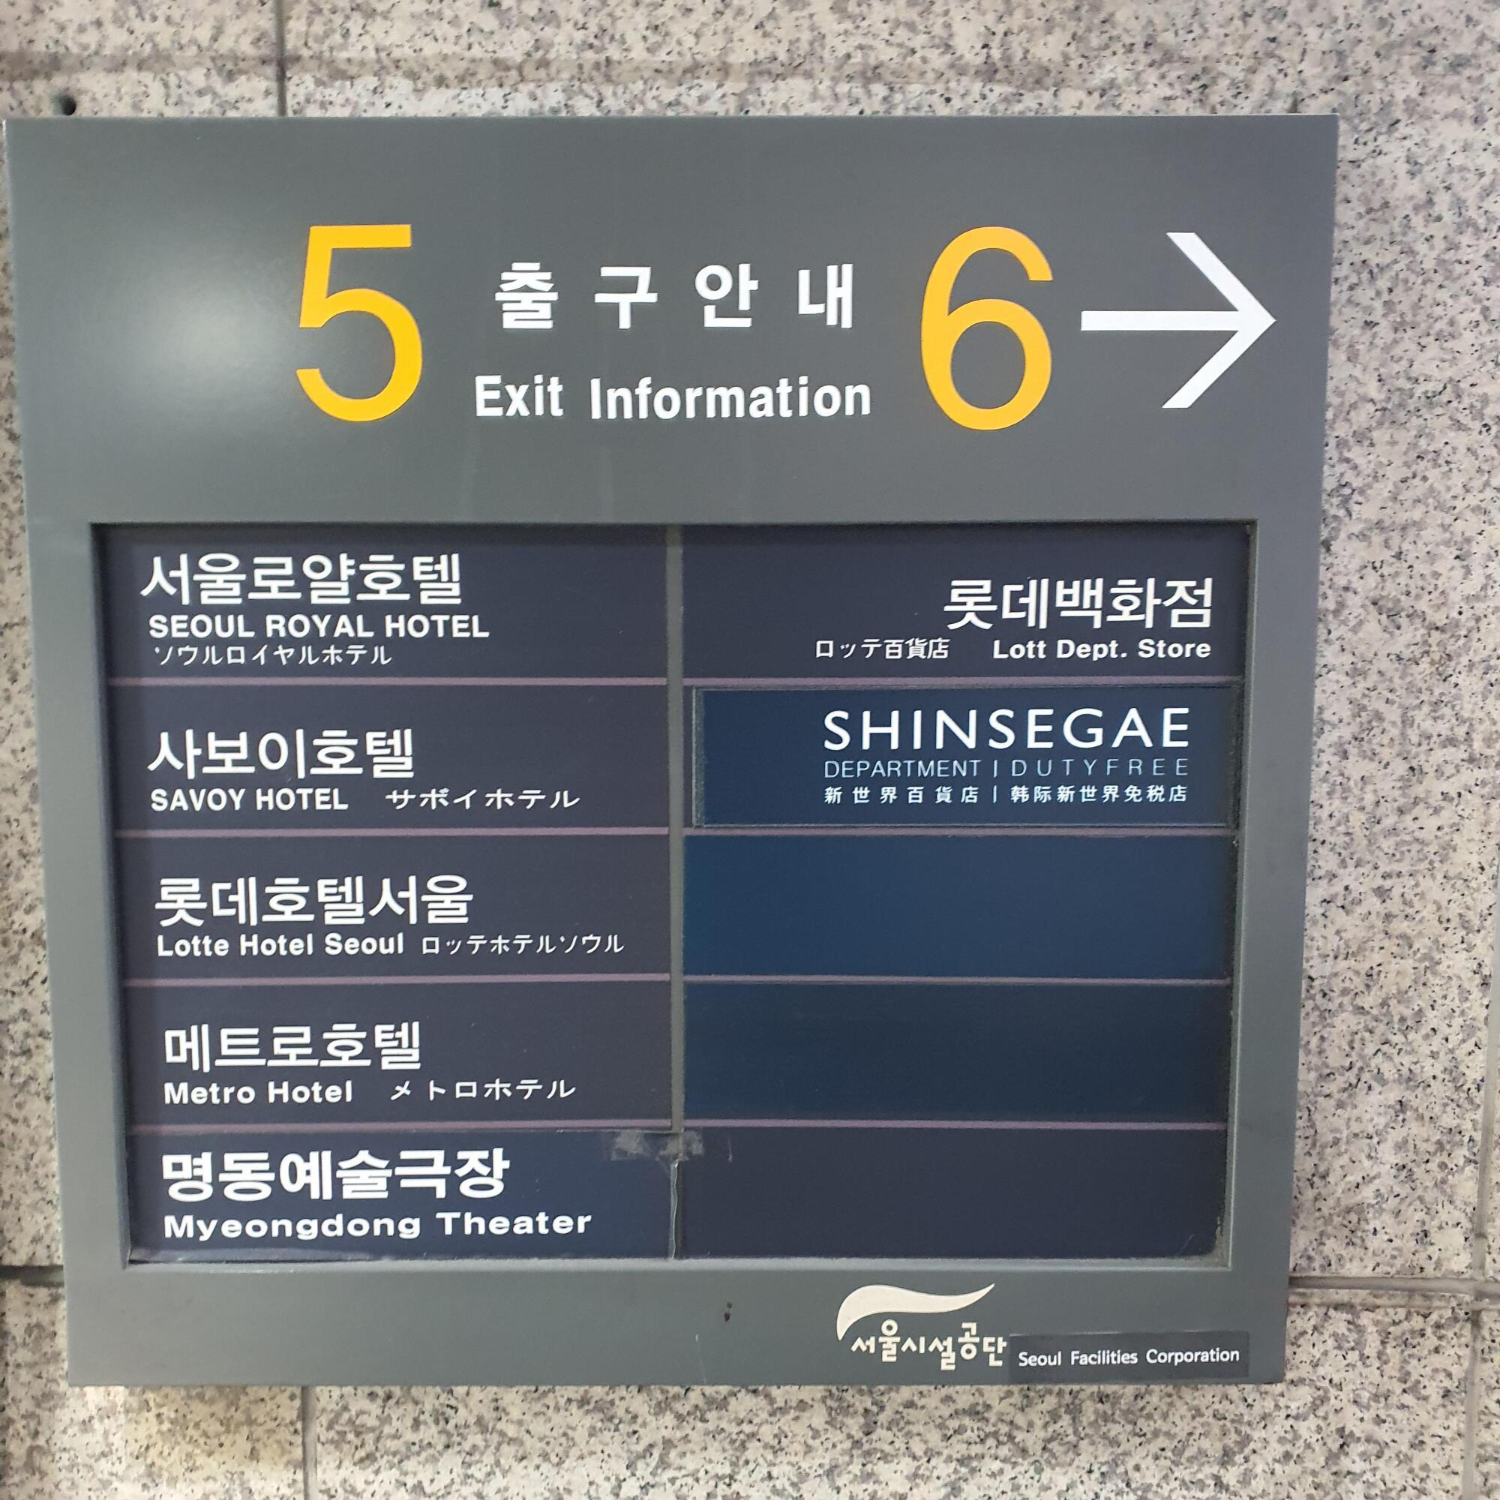 5 출구안내 6
Exit Information
서울로얄호텔
SEOUL ROYAL HOTEL
ソウルロイヤルホテル
사보이호텔
SAVOY HOTEL サボイホテル
롯데호텔서울
Lotte Hotel Seoul ロッテホテルソウル
메트로호텔
Metro Hotel メトロホテル
명동예술극장
Myeongdong Theater
롯데백화점
ロッテ百貨店 Lott Dept. Store
SHINSEGAE
DEPARTMENT | DUTYFREE
新世界百貨店 | 韩际新世界免税店
서울시설공단 Seoul Facilities Corporation